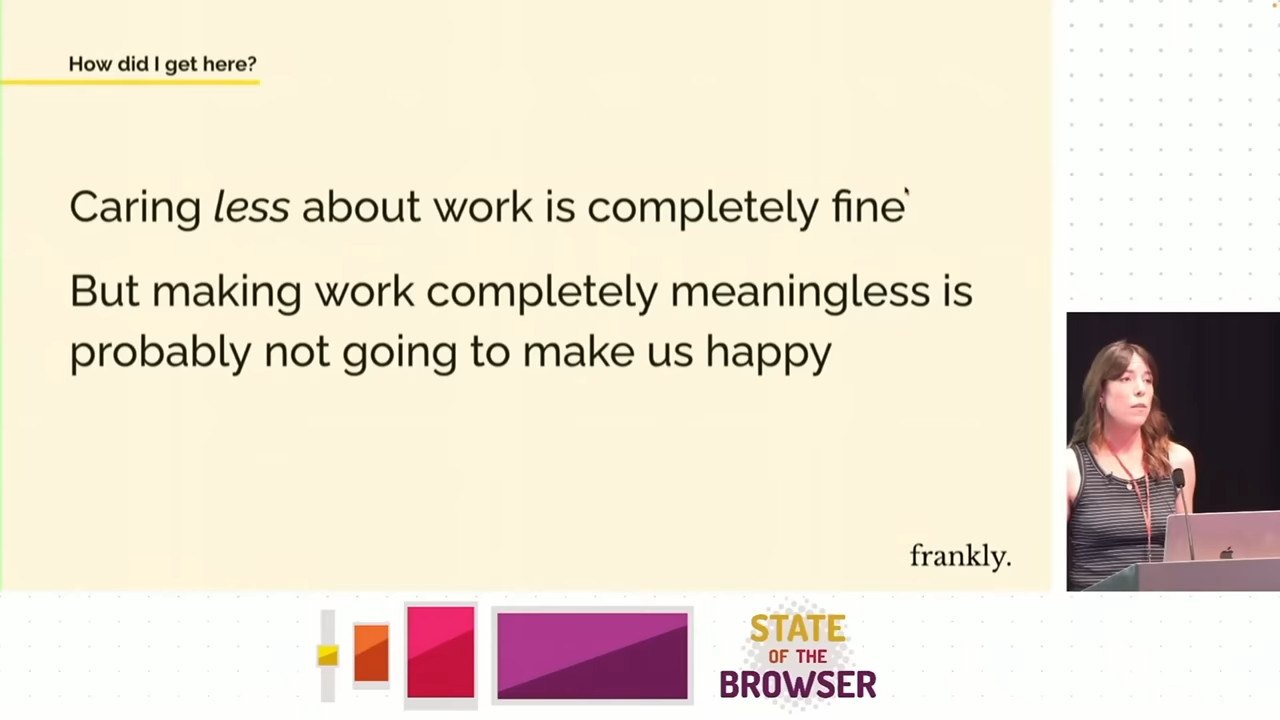 How did I get here?
Caring less about work is completely fine`
But making work completely meaningless is
probably not going to make us happy
frankly.
STATE
OF THE
BROWSER